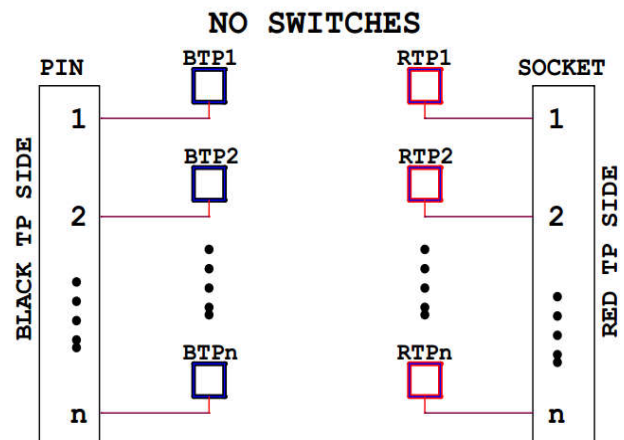 NO SWITCHES
PIN
BTP1
RTP1
SOCKET
1
1
BLACK TP SIDE
BTP2
RTP2
RED TP SIDE
2
2
BTPn
RTPn
n
n